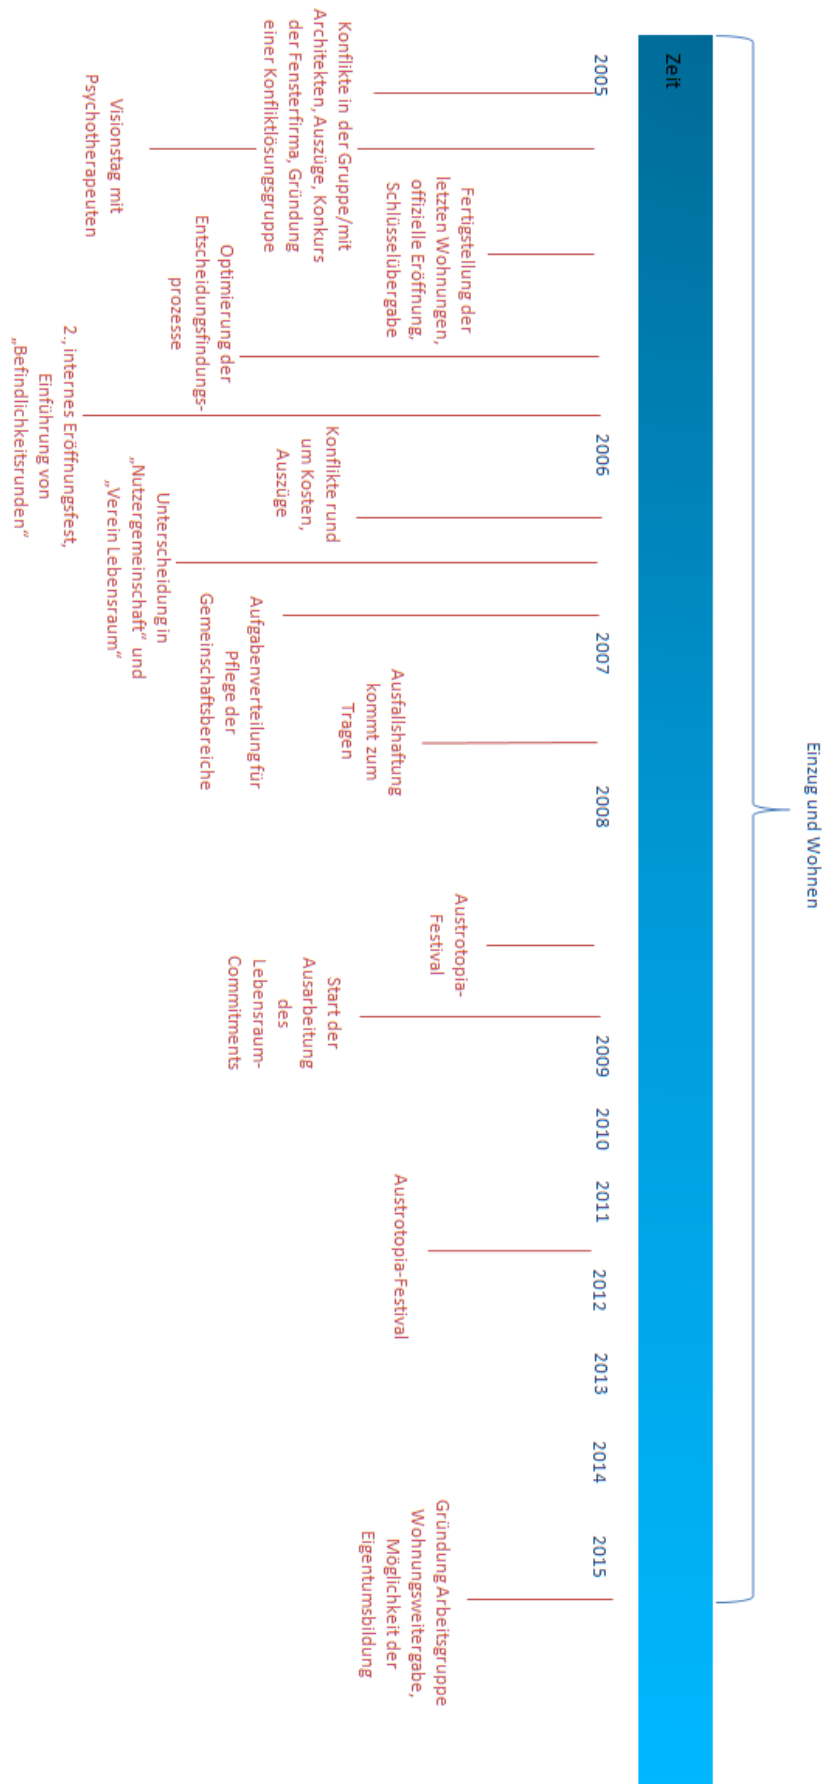 Einzug und Wohnen
Zeit
2005
2006
2007
2008
2009
2010
2011
2012
2013
2014
2015
Konflikte in der Gruppe/mit
Architekten, Auszüge, Konkurs
der Fensterfirma, Gründung
einer Konfliktlösungsgruppe
Visionstag mit
Psychotherapeuten
Fertigstellung der
letzten Wohnungen,
offizielle Eröffnung,
Schlüsselübergabe
Optimierung der
Entscheidungsfindungs-
prozesse
2., internes Eröffnungsfest,
Einführung von
„Befindlichkeitsrunden“
Konflikte rund
um Kosten,
Auszüge
Unterscheidung in
„Nutzergemeinschaft“ und
„Verein Lebensraum“
Aufgabenverteilung für
Pflege der
Gemeinschaftsbereiche
Ausfallshaftung
kommt zum
Tragen
Austrotopia-
Festival
Start der
Ausarbeitung
des
Lebensraum-
Commitments
Austrotopia-Festival
Gründung Arbeitsgruppe
Wohnungsweitergabe,
Möglichkeit der
Eigentumsbildung